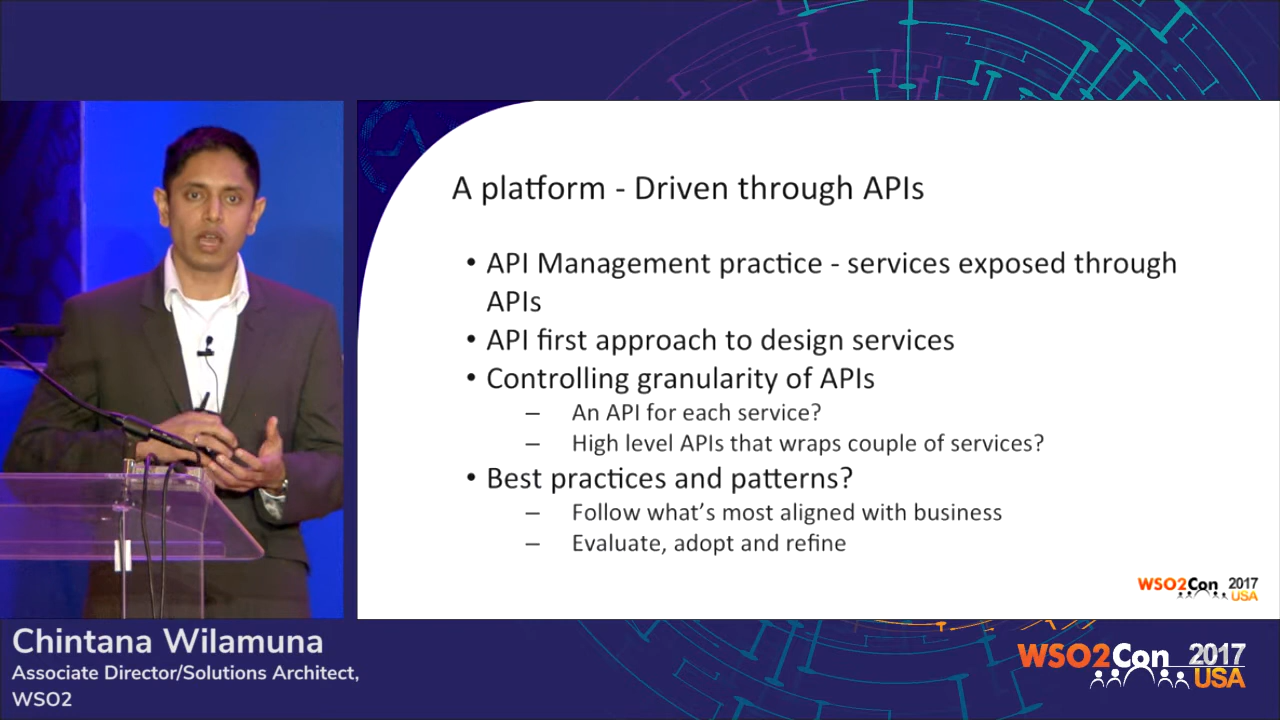 A platform - Driven through APIs
• API Management practice - services exposed through
APIs
• API first approach to design services
• Controlling granularity of APIs
– An API for each service?
– High level APIs that wraps couple of services?
• Best practices and patterns?
– Follow what's most aligned with business
– Evaluate, adopt and refine
WSO2Con 2017
USA
Chintana Wilamuna
Associate Director/Solutions Architect,
WSO2
WSO2Con 2017
USA